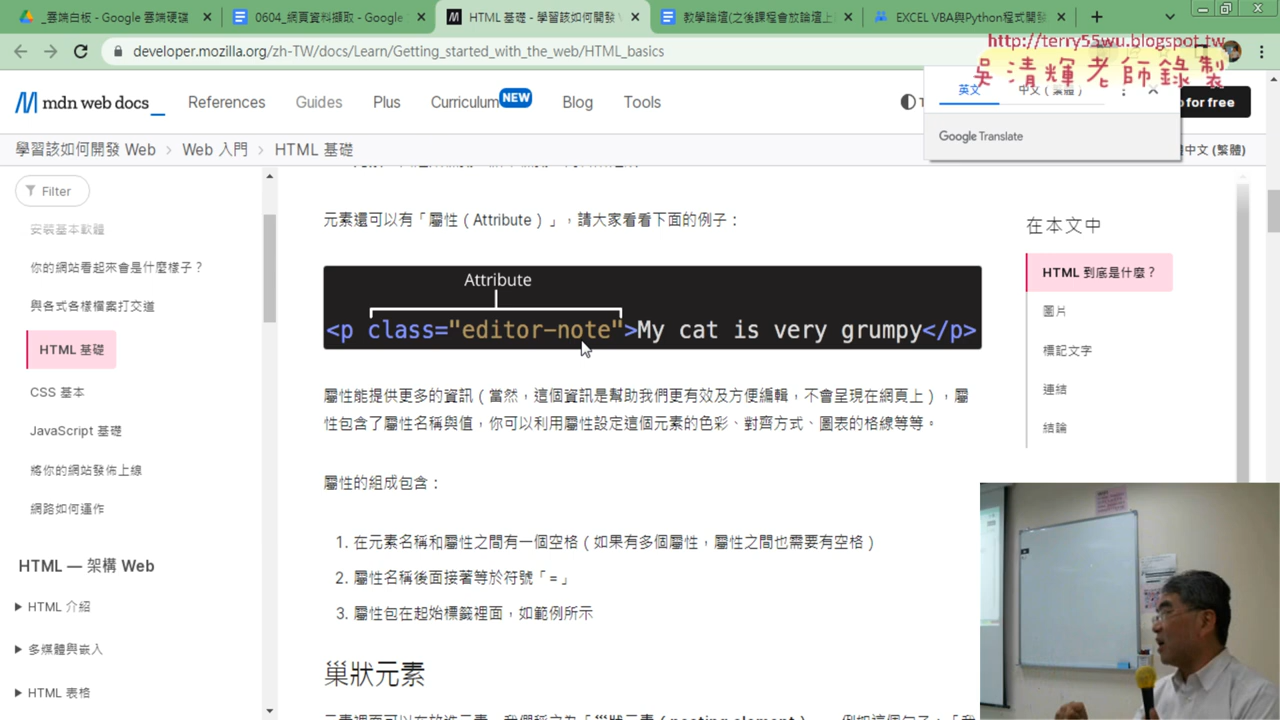 _雲端白板 - Google 雲端硬碟
0604_網頁資料擷取 - Google
HTML 基礎 - 學習該如何開發
教學論壇(之後課程會放論壇上
EXCEL VBA與Python程式開發
developer.mozilla.org/zh-TW/docs/Learn/Getting_started_with_the_web/HTML_basics
http://terry55wu.blogspot.tw
吳清輝老師錄製
mdn web docs
References
Guides
Plus
Curriculum NEW
Blog
Tools
for free
英文
中文 (繁體)
Google Translate
學習該如何開發 Web > Web 入門 > HTML 基礎
中文 (繁體)
Filter
安裝基本軟體
你的網站看起來會是什麼樣子？
與各式各樣檔案打交道
HTML 基礎
CSS 基本
JavaScript 基礎
將你的網站發佈上線
網路如何運作
HTML — 架構 Web
HTML 介紹
多媒體與嵌入
HTML 表格
元素還可以有「屬性（Attribute）」，請大家看看下面的例子：
Attribute
<p class="editor-note">My cat is very grumpy</p>
屬性能提供更多的資訊（當然，這個資訊是幫助我們更有效及方便編輯，不會呈現在網頁上），屬
性包含了屬性名稱與值，你可以利用屬性設定這個元素的色彩、對齊方式、圖表的格線等等。
屬性的組成包含：
1. 在元素名稱和屬性之間有一個空格（如果有多個屬性，屬性之間也需要有空格）
2. 屬性名稱後面接著等於符號「=」
3. 屬性包在起始標籤裡面，如範例所示
巢狀元素
在本文中
HTML 到底是什麼？
圖片
標記文字
連結
結論